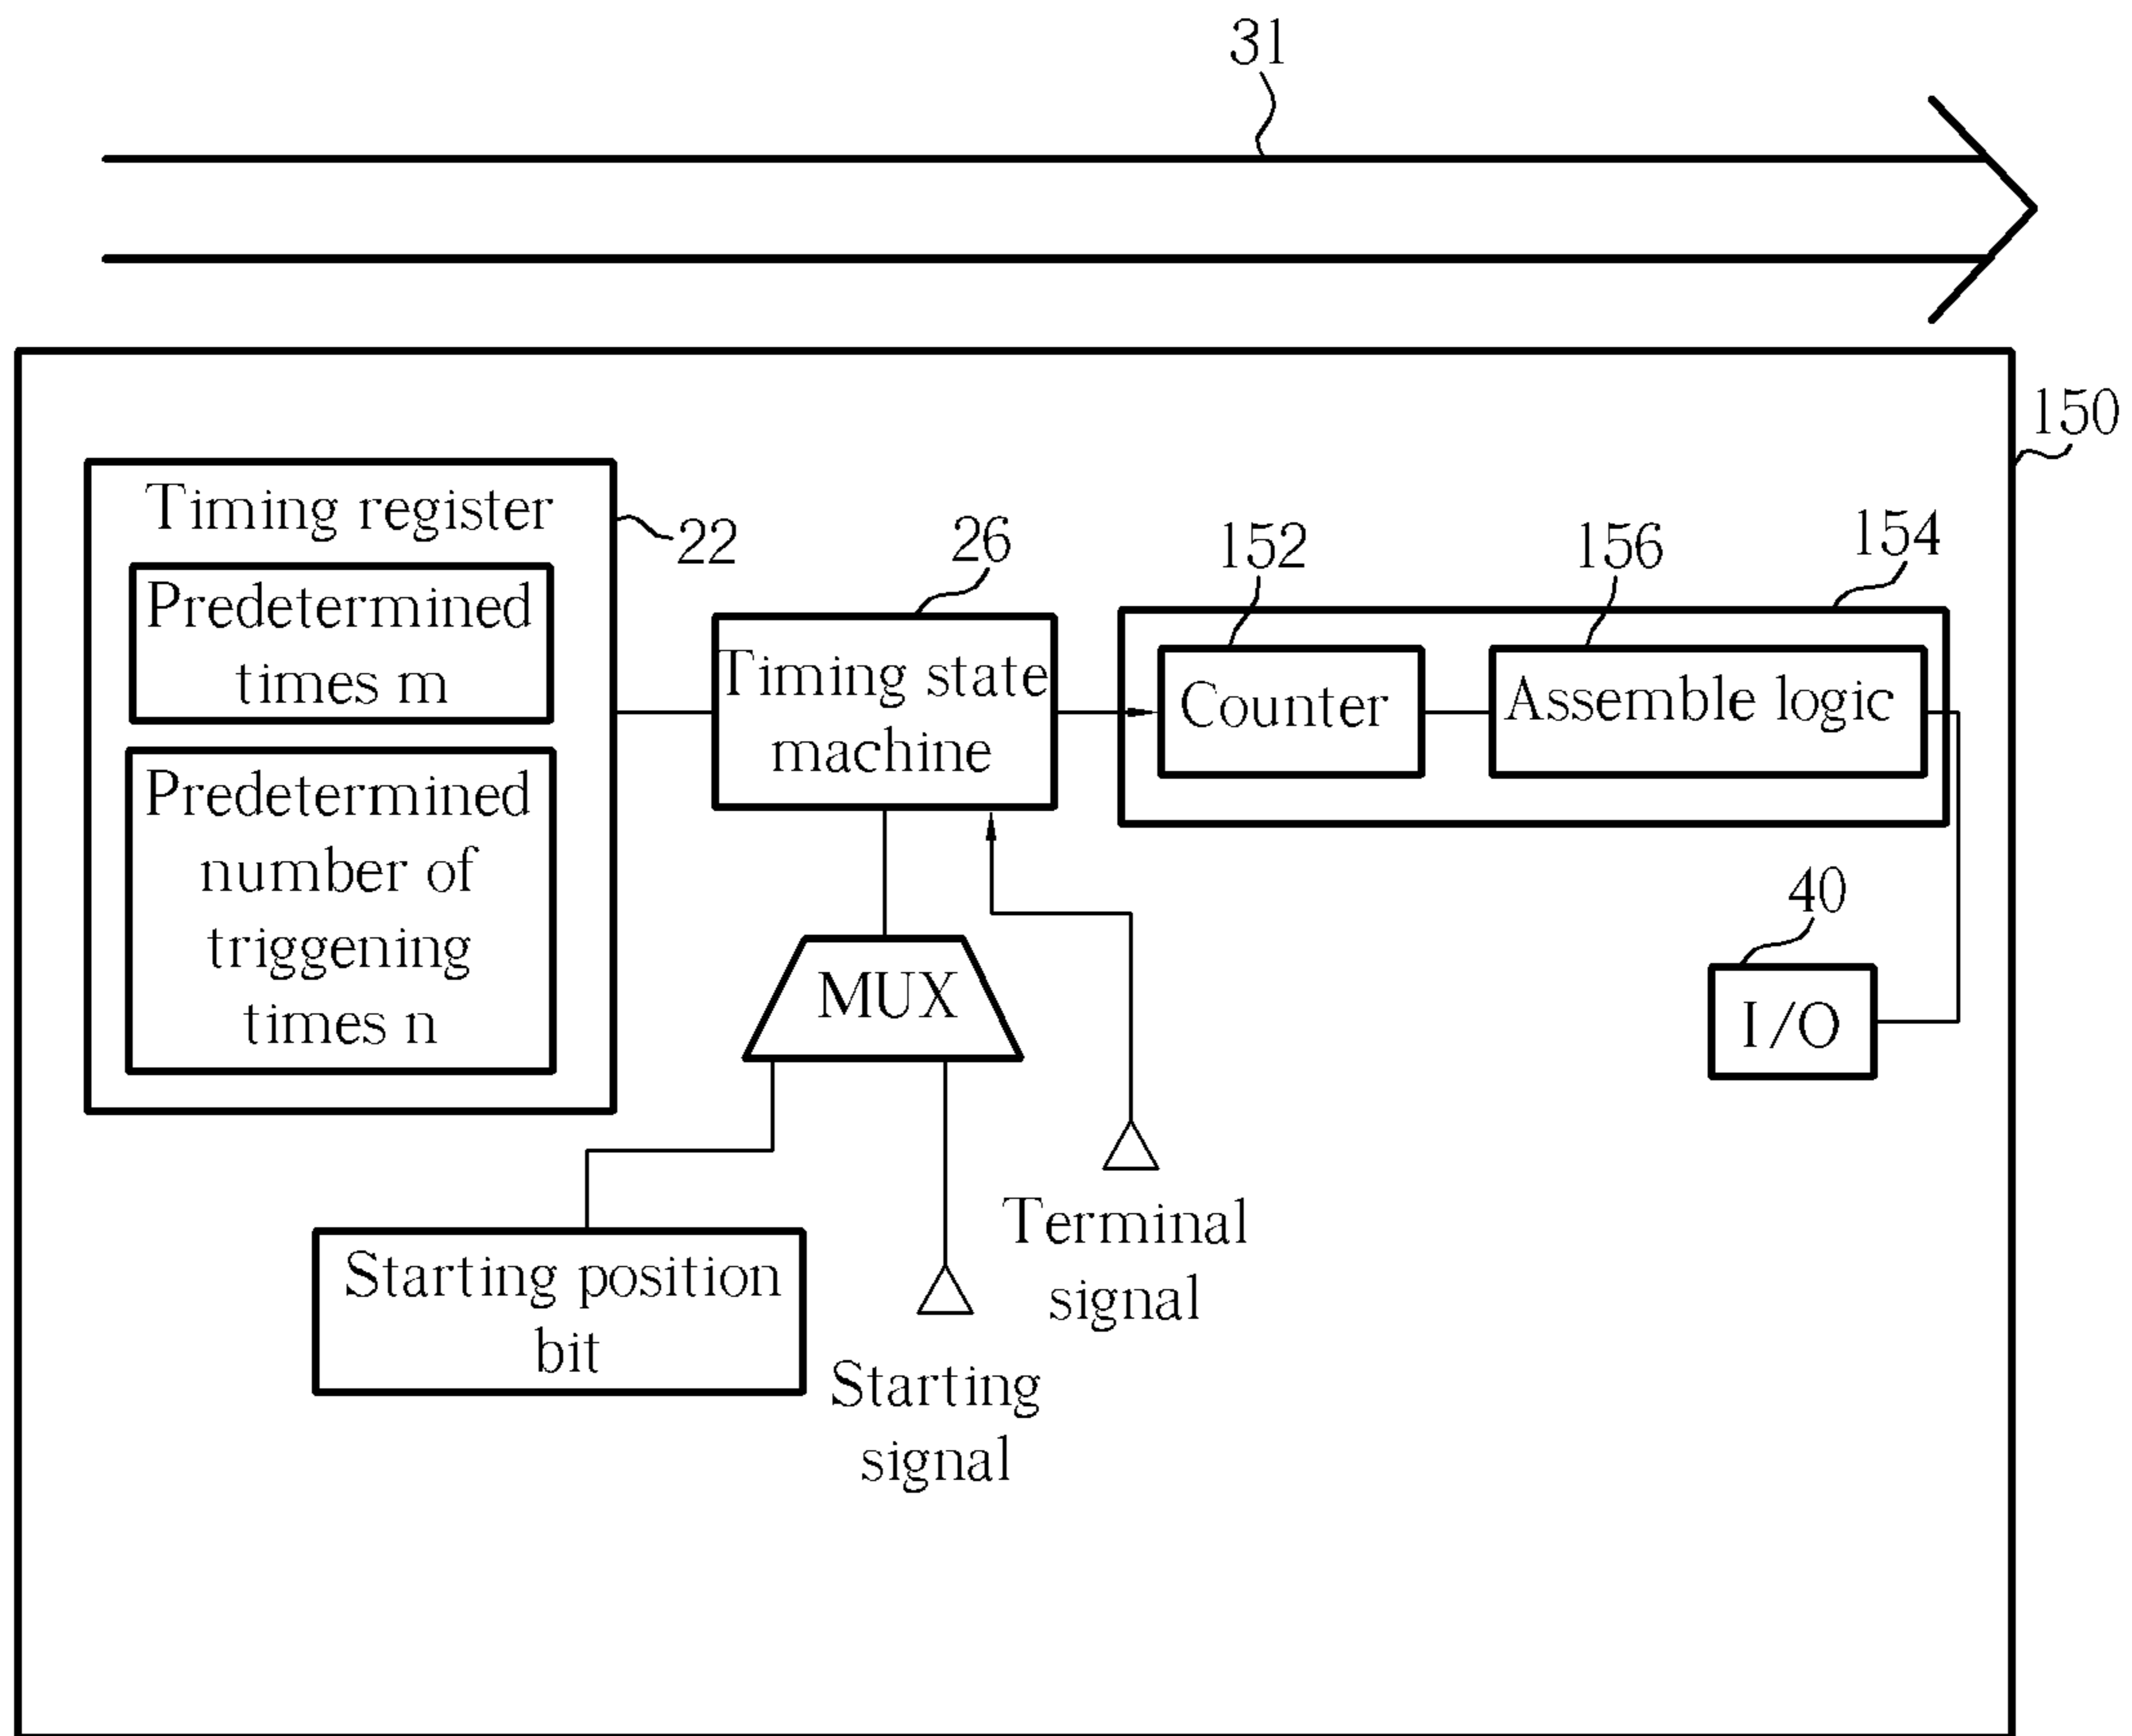 31
150
Timing register
22
Predetermined
times m
Predetermined
number of
triggening
times n
26
Timing state
machine
152
156
154
Counter
Assemble logic
40
I/O
MUX
Terminal
signal
Starting position
bit
Starting
signal